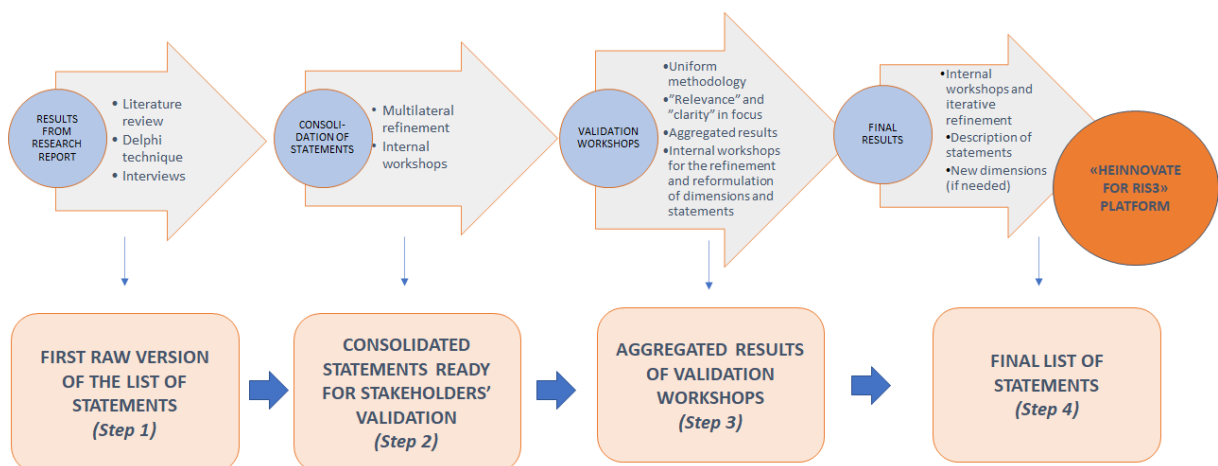 RESULTS
FROM
RESEARCH
REPORT
• Literature
review
• Delphi
technique
• Interviews
CONSOLI-
DATION OF
STATEMENTS
• Multilateral
refinement
• Internal
workshops
VALIDATION
WORKSHOPS
•Uniform
methodology
•"Relevance" and
"clarity" in focus
•Aggregated results
•Internal workshops
for the refinement
and reformulation
of dimensions and
statements
FINAL
RESULTS
•Internal
workshops and
iterative
refinement
•Description of
statements
•New dimensions
(if needed)
«HEINNOVATE
FOR RIS3»
PLATFORM
FIRST RAW VERSION
OF THE LIST OF
STATEMENTS
(Step 1)
CONSOLIDATED
STATEMENTS READY
FOR STAKEHOLDERS'
VALIDATION
(Step 2)
AGGREGATED RESULTS
OF VALIDATION
WORKSHOPS
(Step 3)
FINAL LIST OF
STATEMENTS
(Step 4)